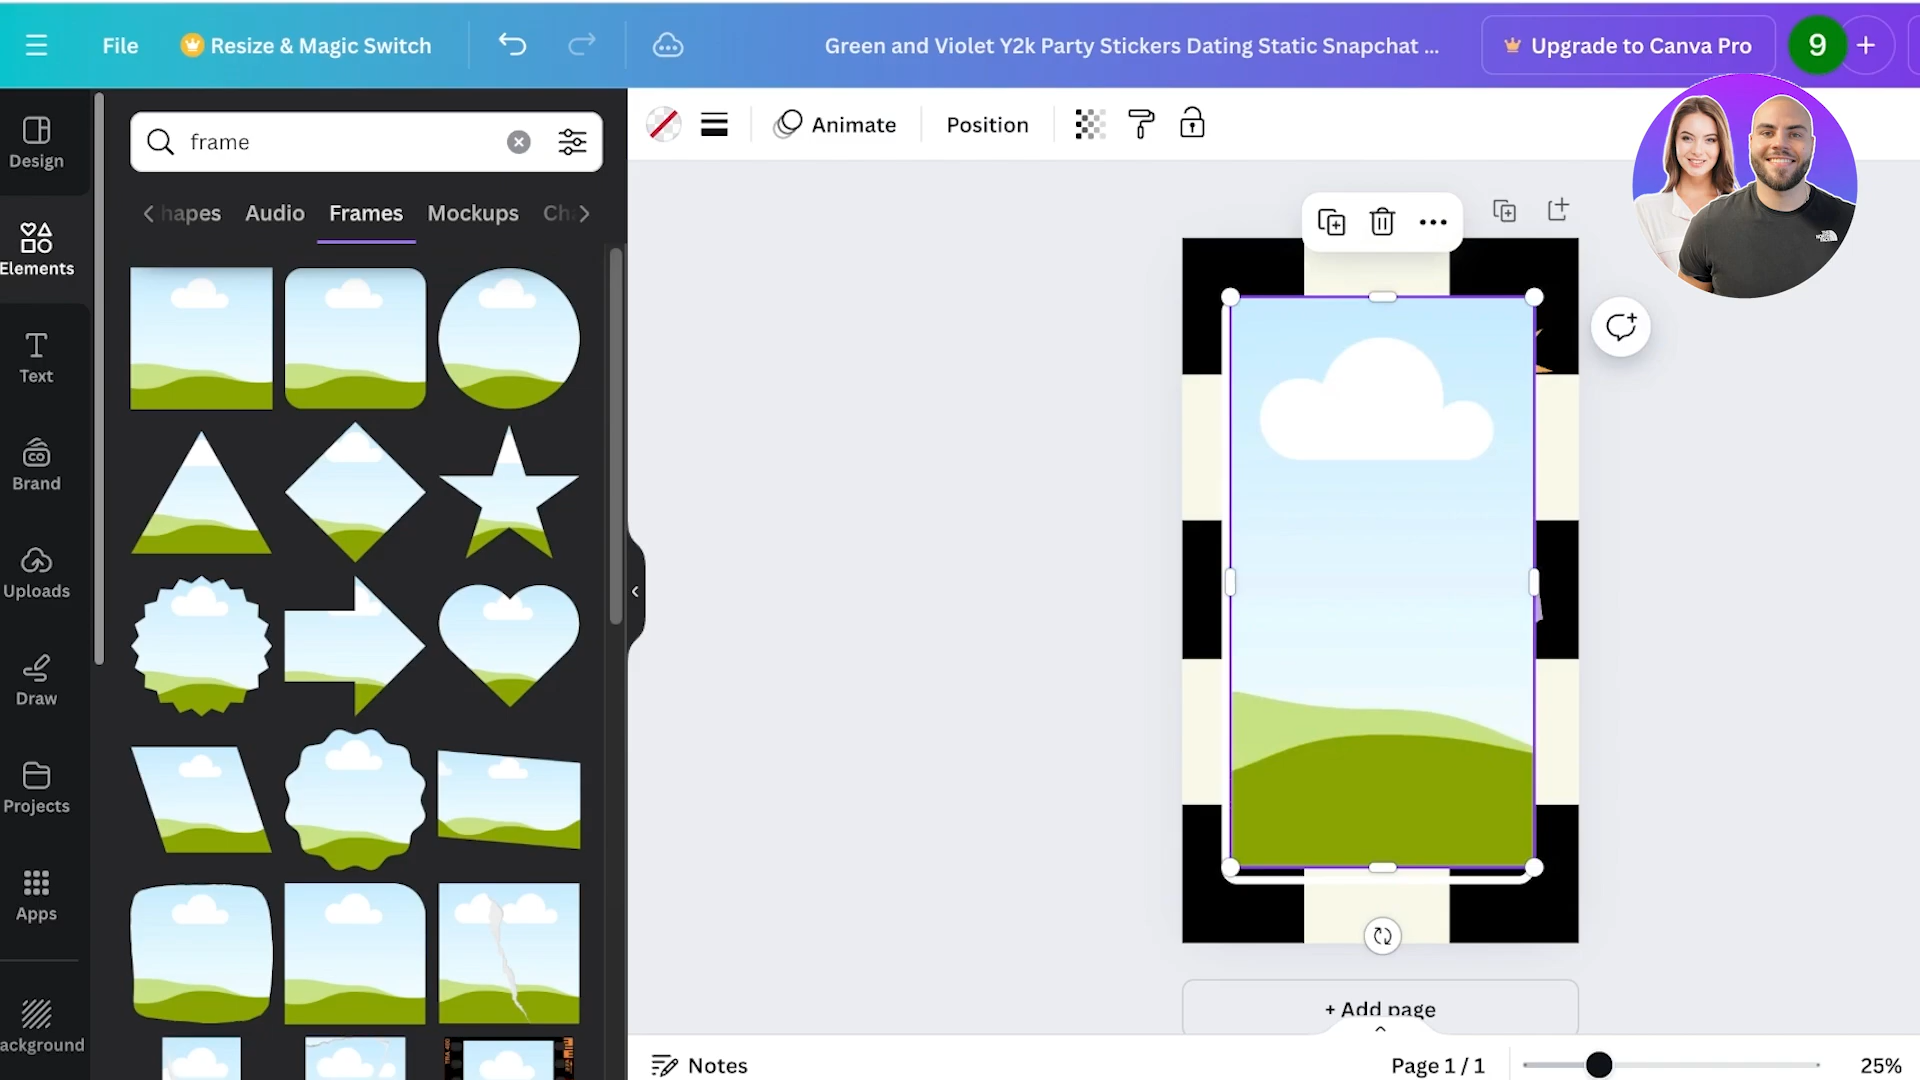 File
Resize & Magic Switch
Green and Violet Y2k Party Stickers Dating Static Snapchat ...
Upgrade to Canva Pro
9
Design
Elements
Text
Brand
Uploads
Draw
Projects
Apps
ackground
frame
hapes
Audio
Frames
Mockups
Ch
Animate
Position
+ Add page
Notes
Page 1 / 1
25%